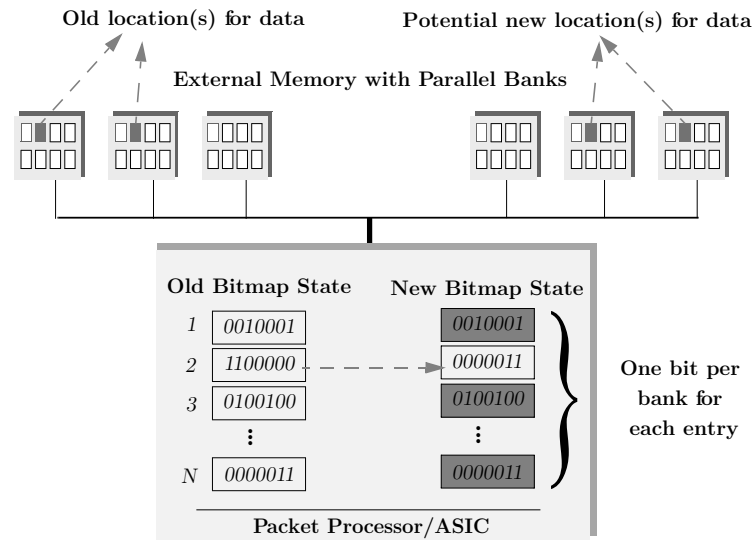 Old location(s) for data
Potential new location(s) for data
External Memory with Parallel Banks
Old Bitmap State
New Bitmap State
1 0010001 0010001
2 1100000 0000011
3 0100100 0100100
N 0000011 0000011
One bit per
bank for
each entry
Packet Processor/ASIC